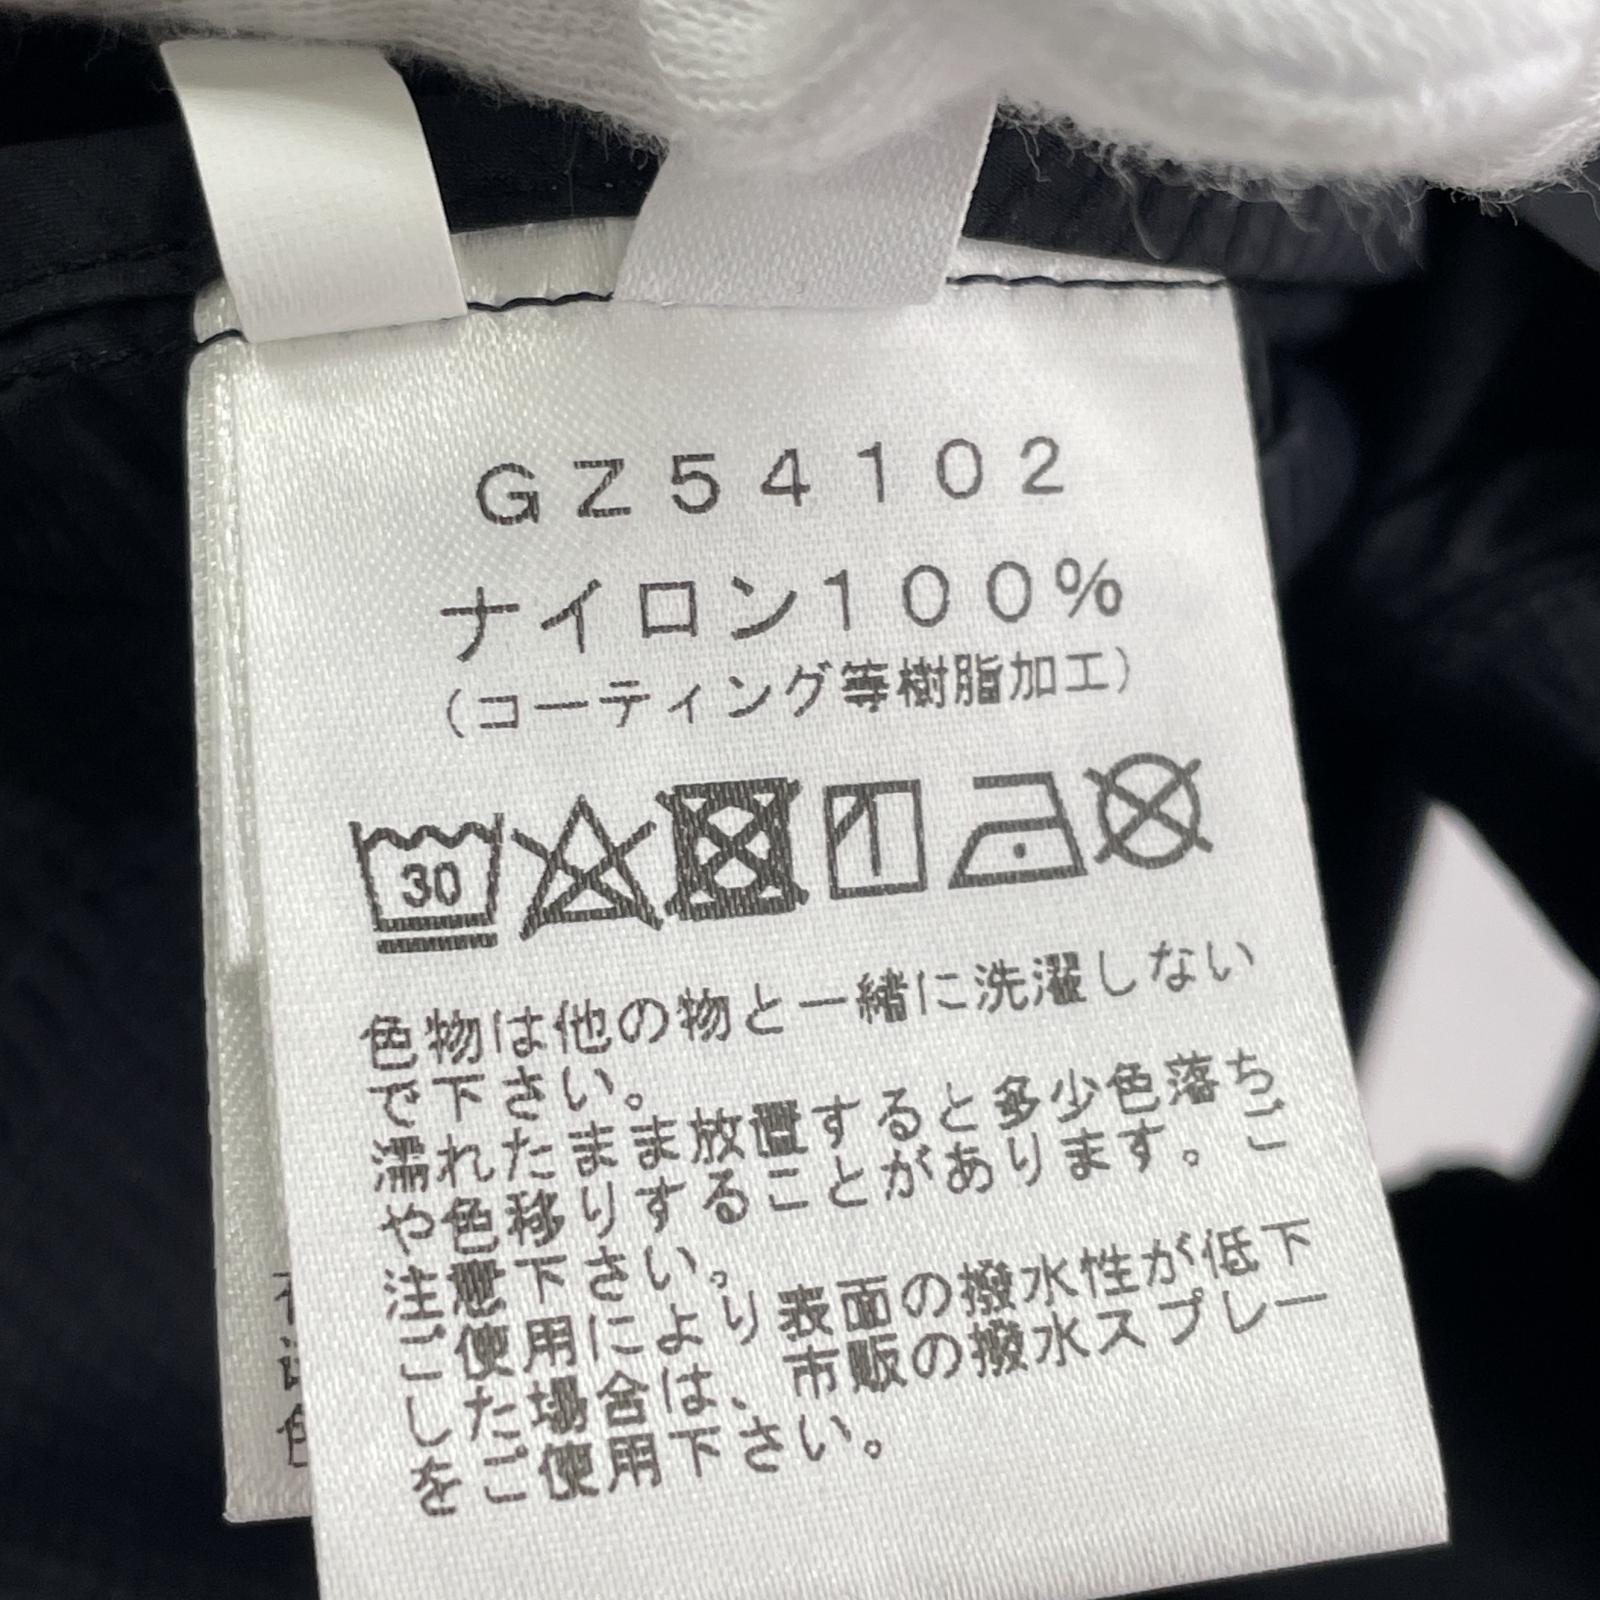 GZ54102
ナイロン100%
(コーティング等樹脂加工)
30
色物は他の物と一緒に洗濯しない
で下さい。
濡れたまま放置すると多少色落ち
や色移りすることがあります。ご
注意下さい。
ご使用により表面の撥水性が低下
した場合は、市販の撥水スプレー
をご使用下さい。